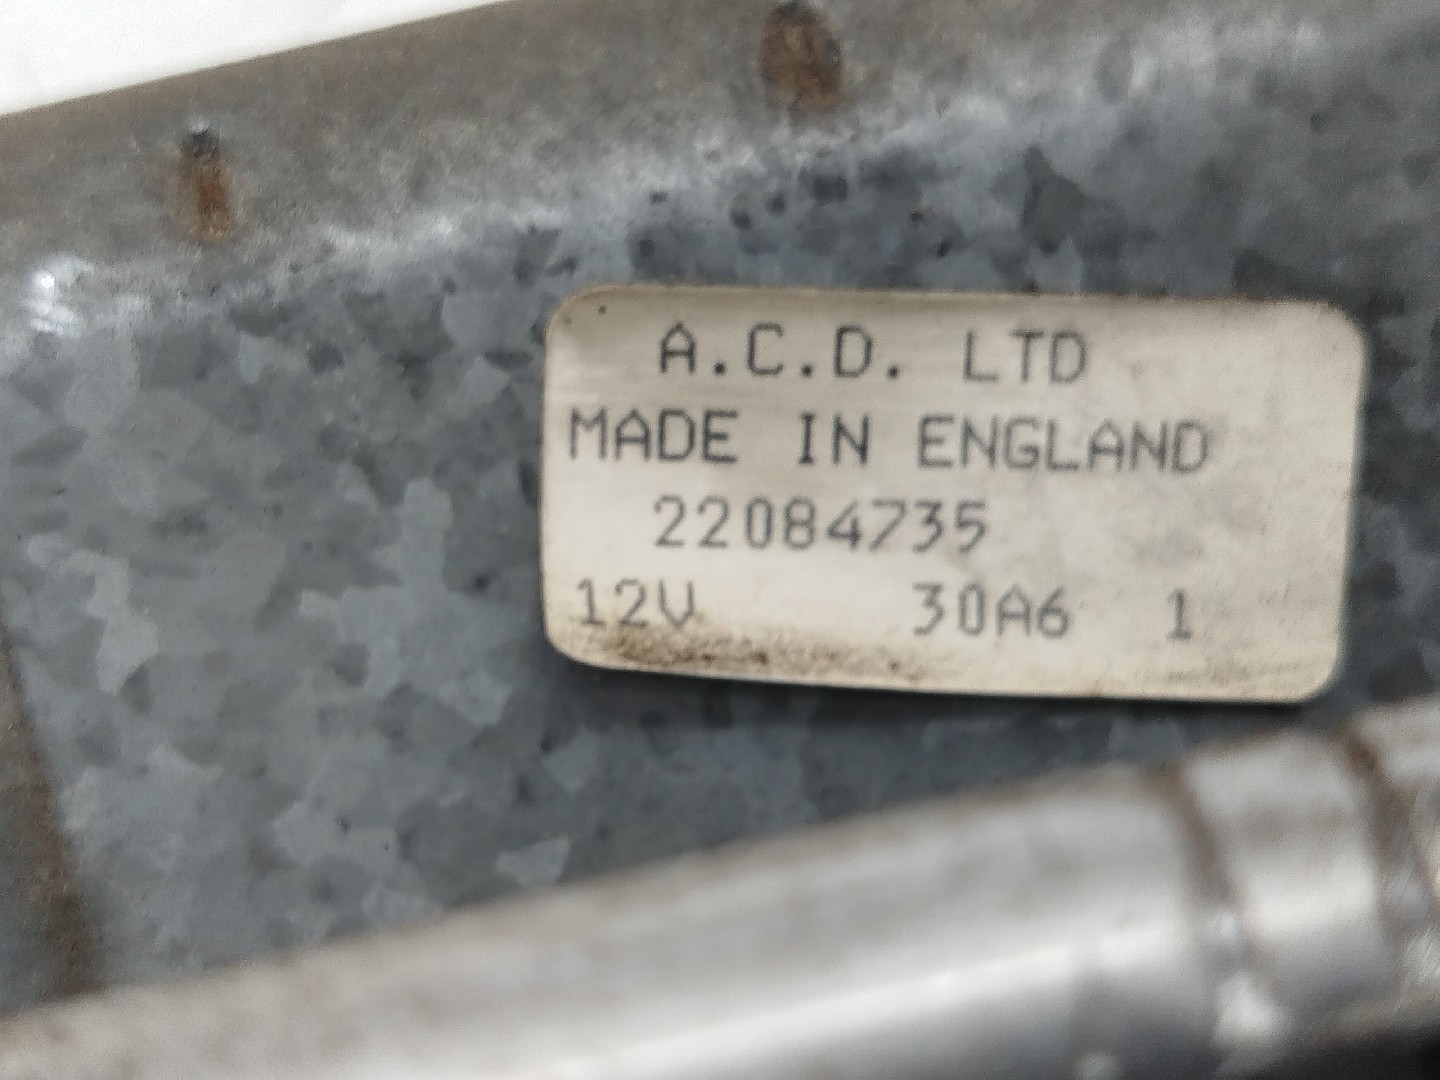 A.C.D. LTD
MADE IN ENGLAND
22084735
12V 30A6 1